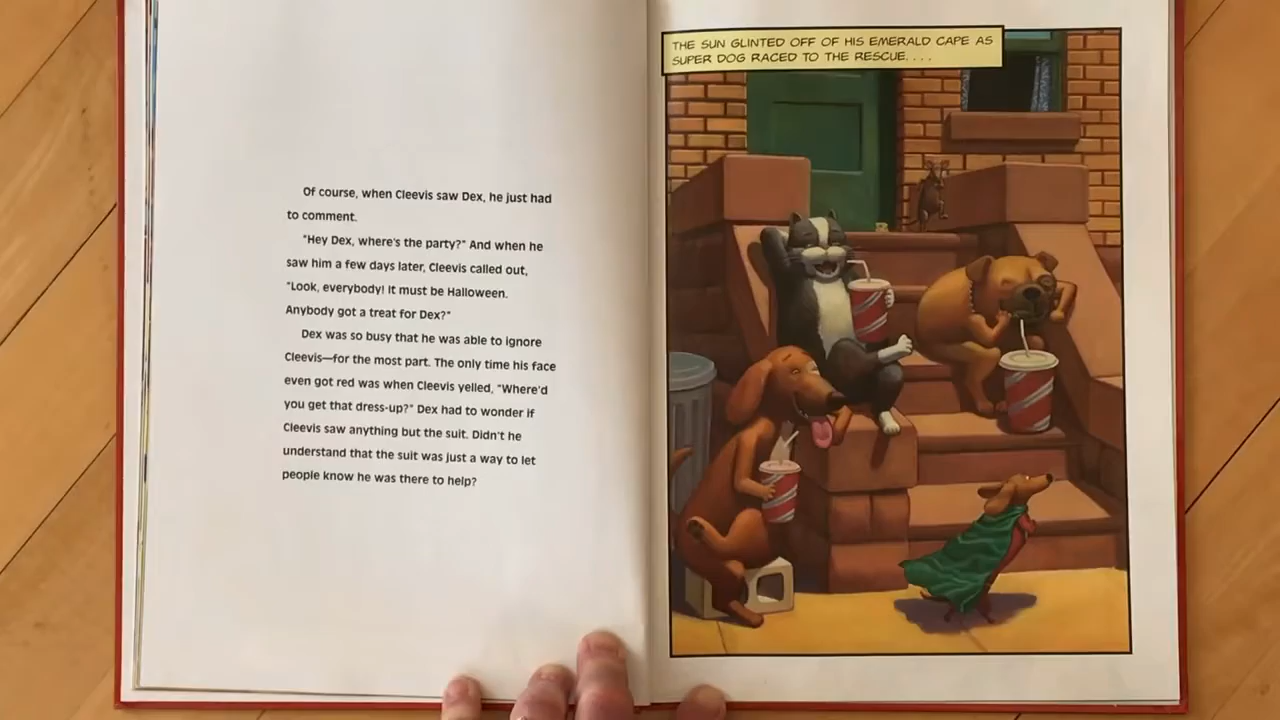 Of course, when Cleevis saw Dex, he just had
to comment.
"Hey Dex, where's the party?" And when he
saw him a few days later, Cleevis called out,
"Look, everybody! It must be Halloween.
Anybody got a treat for Dex?"
Dex was so busy that he was able to ignore
Cleevis—for the most part. The only time his face
even got red was when Cleevis yelled, "Where'd
you get that dress-up?" Dex had to wonder if
Cleevis saw anything but the suit. Didn't he
understand that the suit was just a way to let
people know he was there to help?
THE SUN GLINTED OFF OF HIS EMERALD CAPE AS
SUPER DOG RACED TO THE RESCUE. . . .